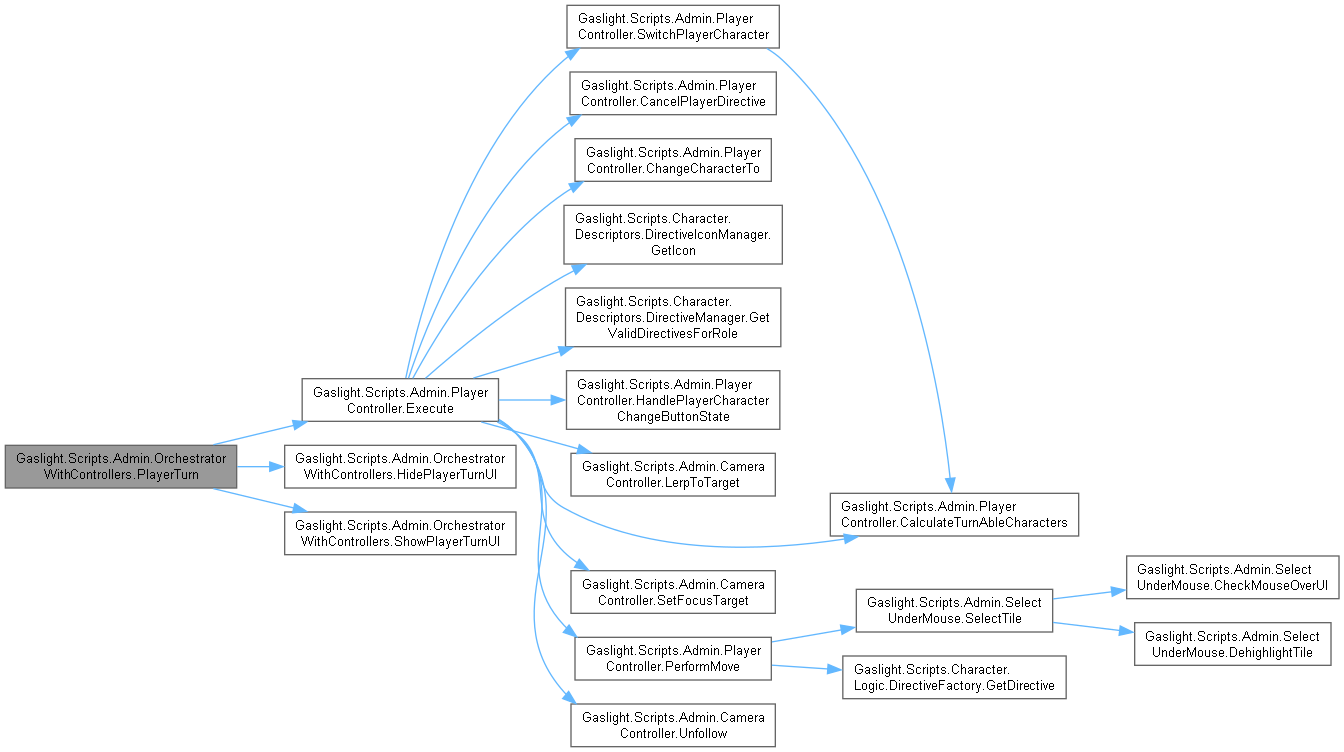 Gaslight.Scripts.Admin.Player
Controller.SwitchPlayerCharacter
Gaslight.Scripts.Admin.Player
Controller.CancelPlayerDirective
Gaslight.Scripts.Admin.Player
Controller.ChangeCharacterTo
Gaslight.Scripts.Character.
Descriptors.DirectiveIconManager.
GetIcon
Gaslight.Scripts.Character.
Descriptors.DirectiveManager.Get
ValidDirectivesForRole
Gaslight.Scripts.Admin.Player
Controller.Execute
Gaslight.Scripts.Admin.Player
Controller.HandlePlayerCharacter
ChangeButtonState
Gaslight.Scripts.Admin.Orchestrator
WithControllers.PlayerTurn
Gaslight.Scripts.Admin.Orchestrator
WithControllers.HidePlayerTurnUI
Gaslight.Scripts.Admin.Camera
Controller.LerpToTarget
Gaslight.Scripts.Admin.Orchestrator
WithControllers.ShowPlayerTurnUI
Gaslight.Scripts.Admin.Player
Controller.CalculateTurnAbleCharacters
Gaslight.Scripts.Admin.Camera
Controller.SetFocusTarget
Gaslight.Scripts.Admin.Player
Controller.PerformMove
Gaslight.Scripts.Admin.Select
UnderMouse.SelectTile
Gaslight.Scripts.Admin.Select
UnderMouse.CheckMouseOverUI
Gaslight.Scripts.Admin.Select
UnderMouse.DehighlightTile
Gaslight.Scripts.Character.
Logic.DirectiveFactory.GetDirective
Gaslight.Scripts.Admin.Camera
Controller.Unfollow